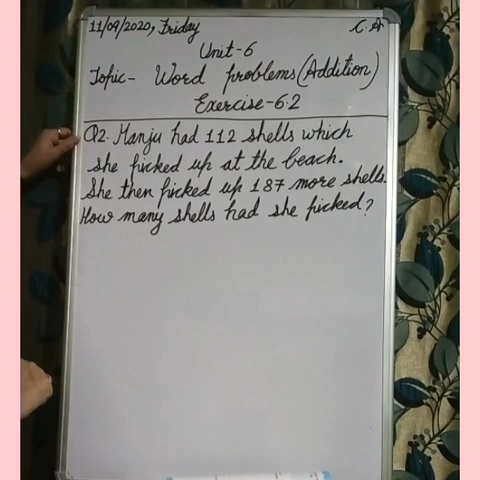 11/09/2020, Friday C.A
Unit-6
Topic- Word problems (Addition)
Exercise-6.2
Q2. Manju had 112 shells which
she picked up at the beach.
She then picked up 187 more shells.
How many shells had she picked?